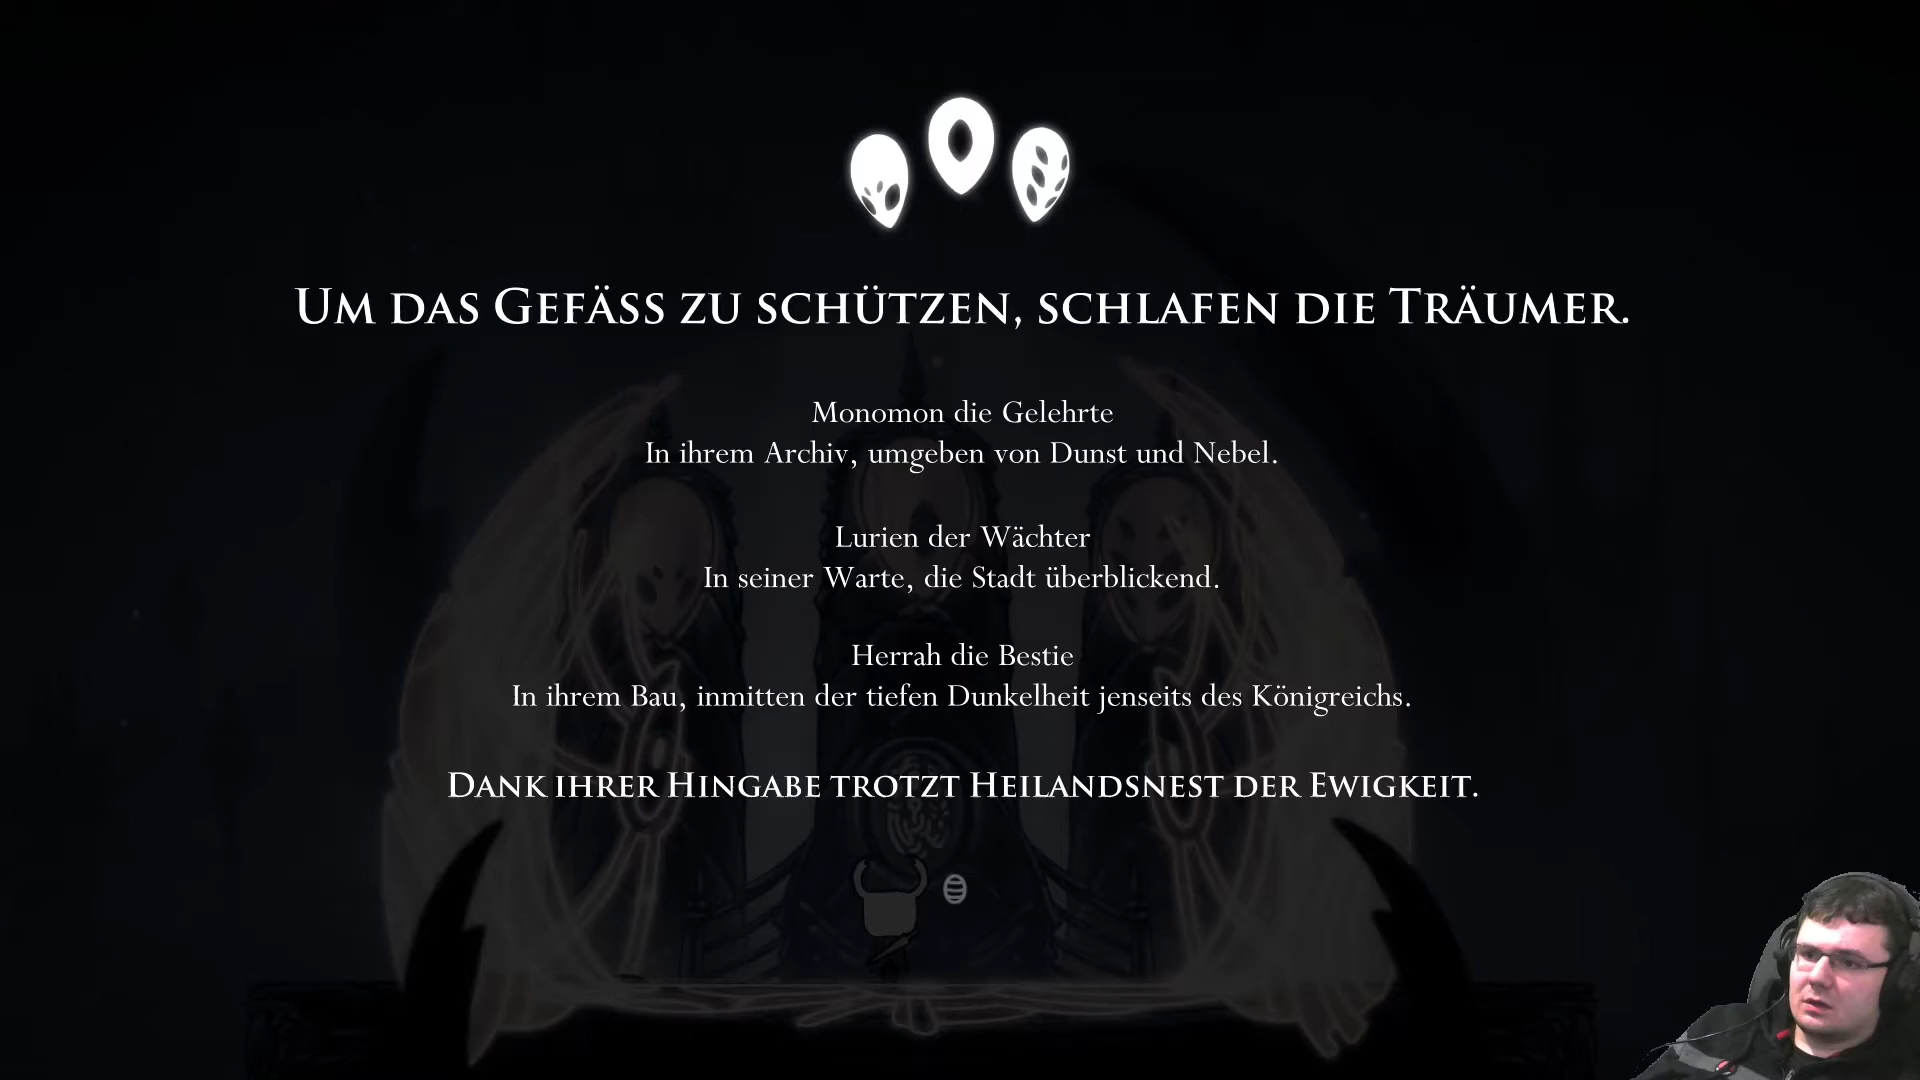 Um das Gefäss zu schützen, schlafen die Träumer.
Monomon die Gelehrte
In ihrem Archiv, umgeben von Dunst und Nebel.
Lurien der Wächter
In seiner Warte, die Stadt überblickend.
Herrah die Bestie
In ihrem Bau, inmitten der tiefen Dunkelheit jenseits des Königreichs.
Dank ihrer Hingabe trotzt Heilandsnest der Ewigkeit.